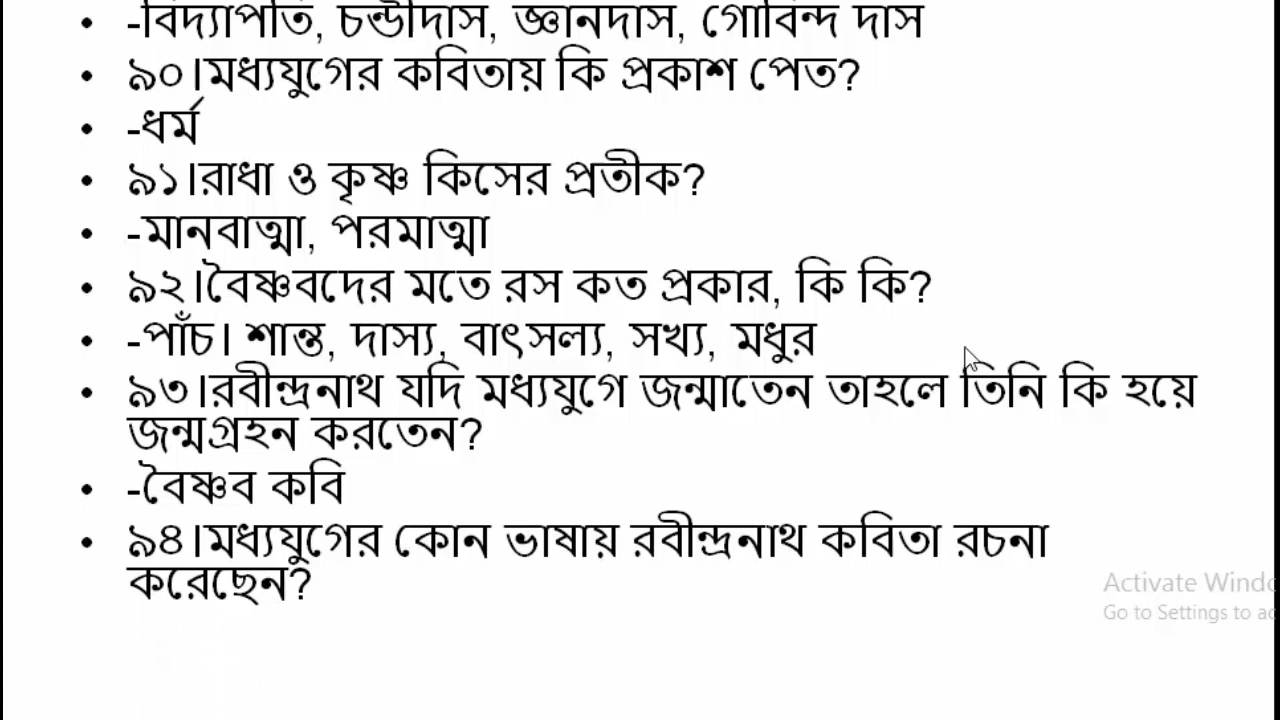 • -বিদ্যাপতি, চন্ডীদাস, জ্ঞানদাস, গোবিন্দ দাস
• ৯০।মধ্যযুগের কবিতায় কি প্রকাশ পেত?
• -ধর্ম
• ৯১।রাধা ও কৃষ্ণ কিসের প্রতীক?
• -মানবাত্মা, পরমাত্মা
• ৯২।বৈষ্ণবদের মতে রস কত প্রকার, কি কি?
• -পাঁচ। শান্ত, দাস্য, বাৎসল্য, সখ্য, মধুর
• ৯৩।রবীন্দ্রনাথ যদি মধ্যযুগে জন্মাতেন তাহলে তিনি কি হয়ে
জন্মগ্রহন করতেন?
• -বৈষ্ণব কবি
• ৯৪।মধ্যযুগের কোন ভাষায় রবীন্দ্রনাথ কবিতা রচনা
করেছেন?
Activate Windo
Go to Settings to ac